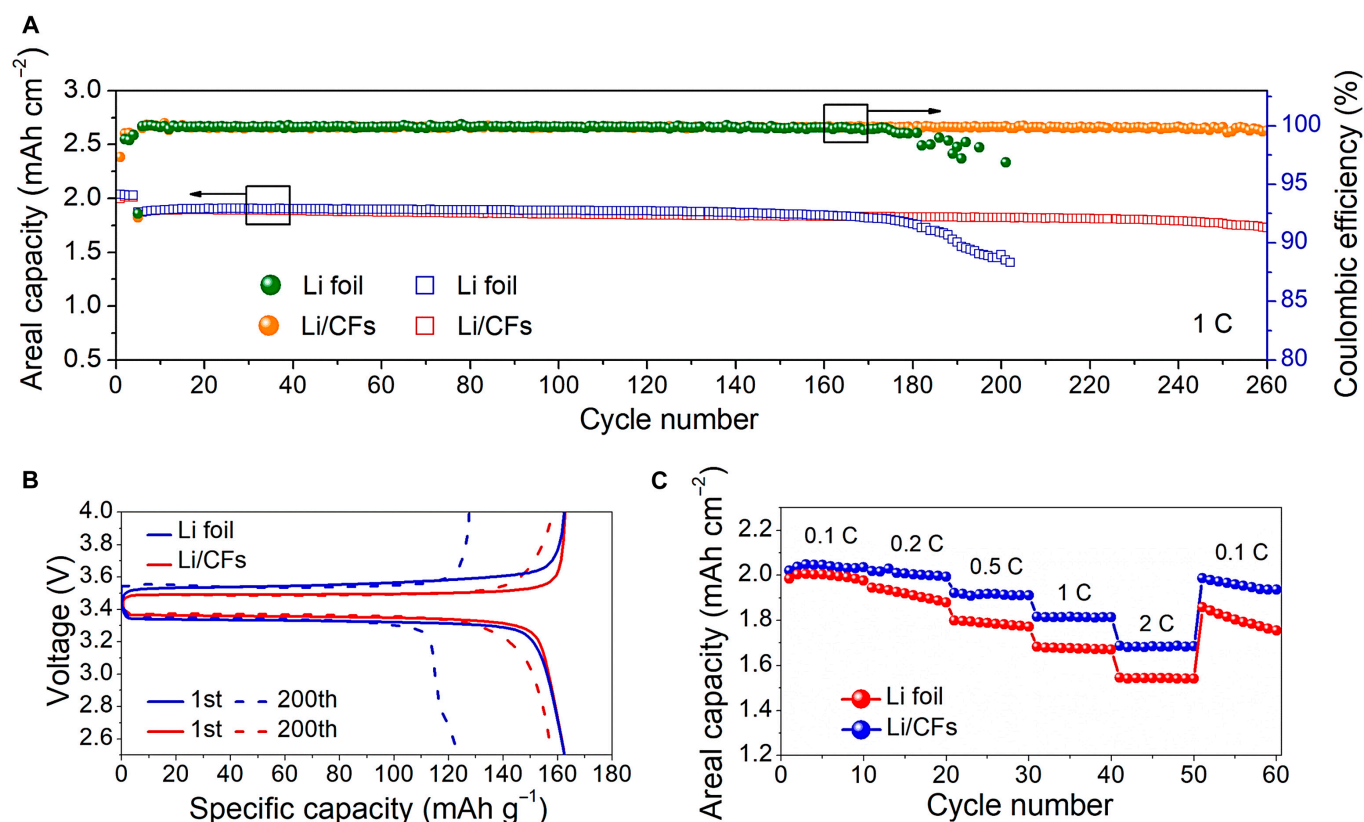 A
Areal capacity (mAh cm⁻²)
3.0
2.5
2.0
1.5
1.0
0.5
100
95
90
85
80
Coulombic efficiency (%)
Li foil
Li foil
Li/CFs
Li/CFs
1 C
0 20 40 60 80 100 120 140 160 180 200 220 240 260
Cycle number
B
Voltage (V)
4.0
3.8
3.6
3.4
3.2
3.0
2.8
2.6
Li foil
Li/CFs
1st 200th
1st 200th
0 20 40 60 80 100 120 140 160 180
Specific capacity (mAh g⁻¹)
C
Areal capacity (mAh cm⁻²)
2.2
2.0
1.8
1.6
1.4
1.2
0.1 C
0.2 C
0.5 C
1 C
2 C
0.1 C
Li foil
Li/CFs
0 10 20 30 40 50 60
Cycle number